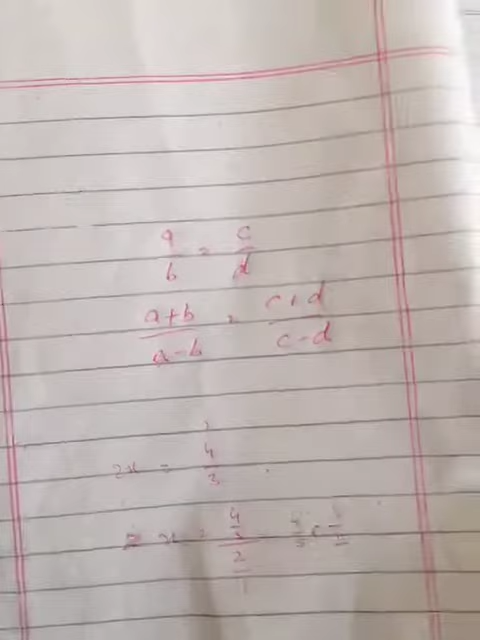 a/b = c/d
a+b/a-b = c+d/c-d
2x = 4/3
x = 4/3/2